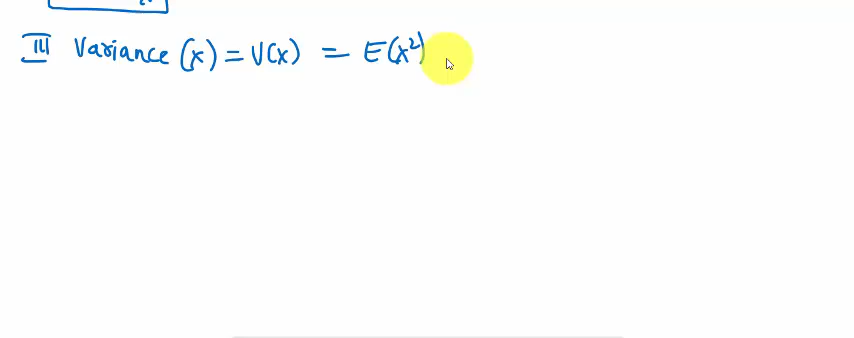 III Variance (x) = V(x) = E(x²)